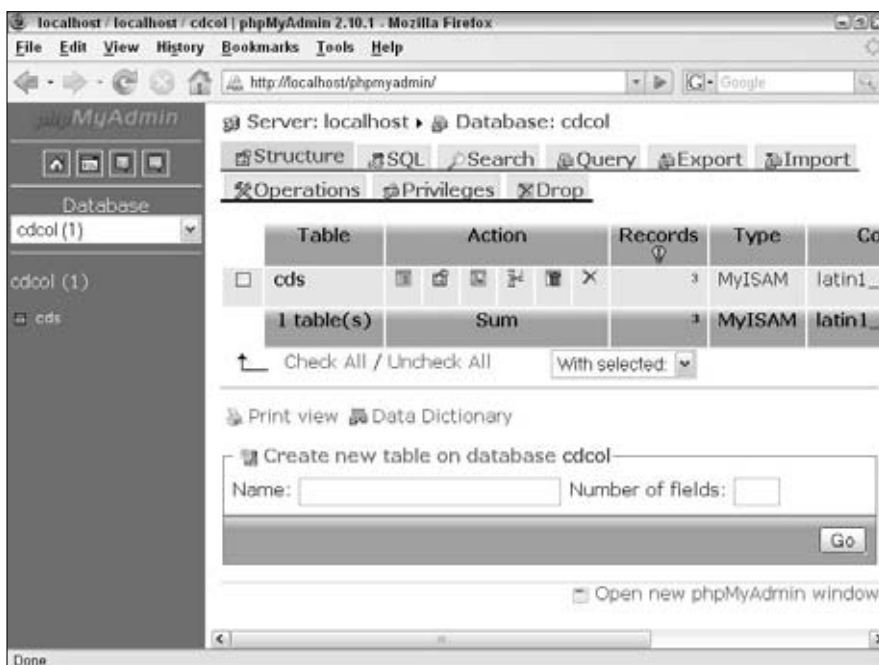 localhost / localhost / cdcol | phpMyAdmin 2.10.1 - Mozilla Firefox
File Edit View History Bookmarks Tools Help
http://localhost/phpmyadmin/
G Google
phpMyAdmin
Database
cdcol (1)
cdcol (1)
cds
Server: localhost Database: cdcol
Structure SQL Search Query Export Import
Operations Privileges Drop
Table Action Records Type Co
cds 3 MyISAM latin1_
1 table(s) Sum 3 MyISAM latin1_
Check All / Uncheck All With selected:
Print view Data Dictionary
Create new table on database cdcol
Name: Number of fields:
Go
Open new phpMyAdmin window
Done